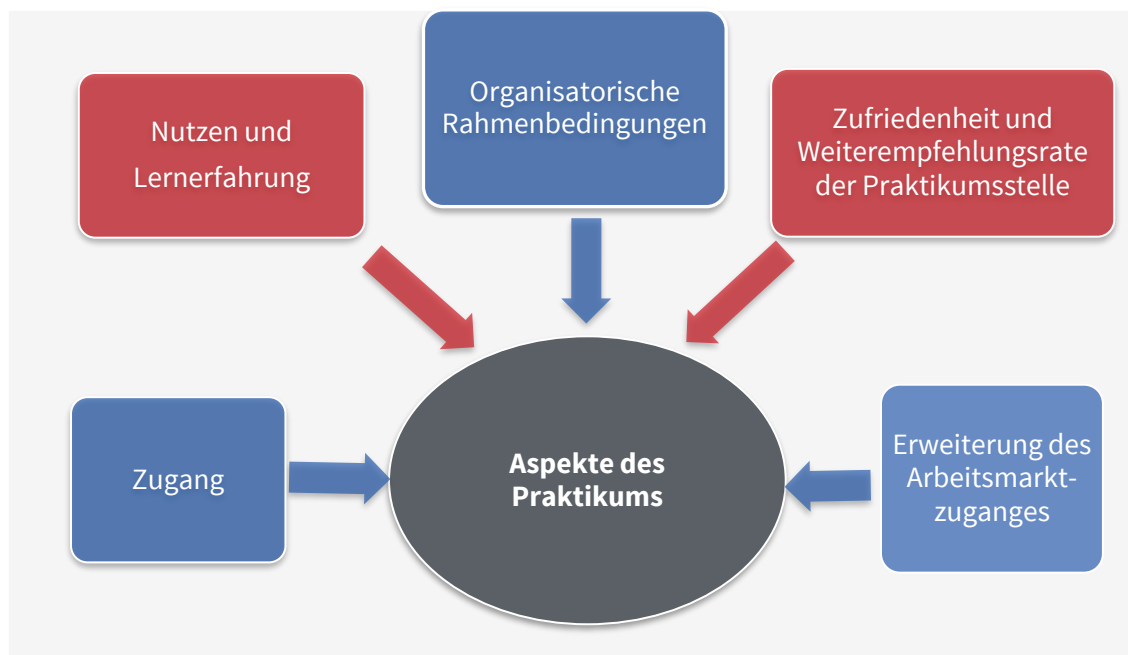 Organisatorische
Rahmenbedingungen
Nutzen und
Lernerfahrung
Zufriedenheit und
Weiterempfehlungsrate
der Praktikumsstelle
Zugang
Aspekte des
Praktikums
Erweiterung des
Arbeitsmarkt-
zuganges